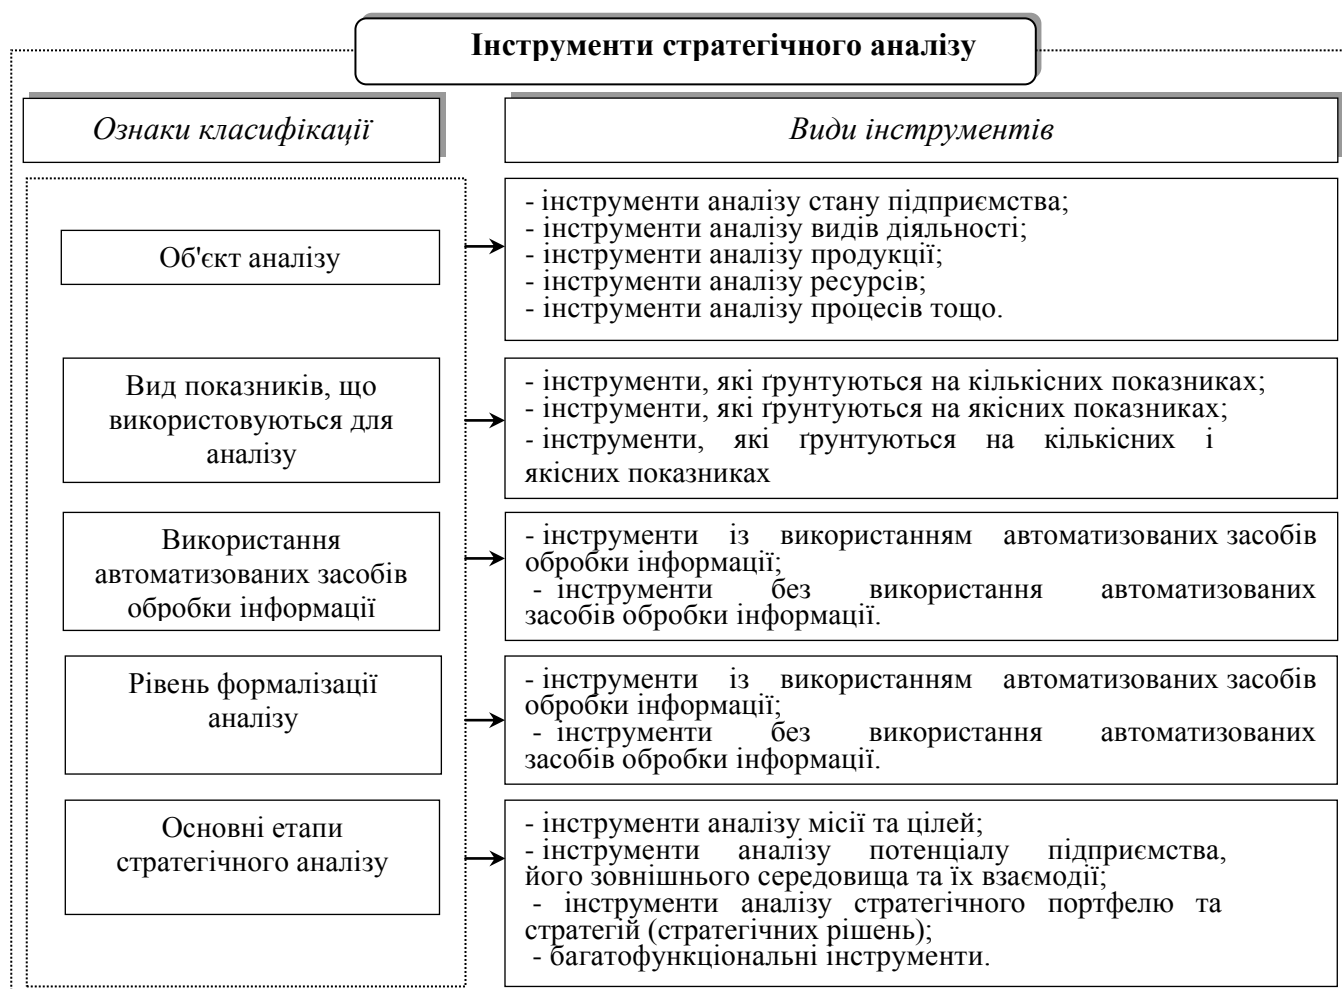 Інструменти стратегічного аналізу
Ознаки класифікації
Види інструментів
Об'єкт аналізу
- інструменти аналізу стану підприємства;
- інструменти аналізу видів діяльності;
- інструменти аналізу продукції;
- інструменти аналізу ресурсів;
- інструменти аналізу процесів тощо.
Вид показників, що
використовуються для
аналізу
- інструменти, які ґрунтуються на кількісних показниках;
- інструменти, які ґрунтуються на якісних показниках;
- інструменти, які ґрунтуються на кількісних і
якісних показниках
Використання
автоматизованих засобів
обробки інформації
- інструменти із використанням автоматизованих засобів
обробки інформації;
- інструменти без використання автоматизованих
засобів обробки інформації.
Рівень формалізації
аналізу
- інструменти із використанням автоматизованих засобів
обробки інформації;
- інструменти без використання автоматизованих
засобів обробки інформації.
Основні етапи
стратегічного аналізу
- інструменти аналізу місії та цілей;
- інструменти аналізу потенціалу підприємства,
його зовнішнього середовища та їх взаємодії;
- інструменти аналізу стратегічного портфелю та
стратегій (стратегічних рішень);
- багатофункціональні інструменти.